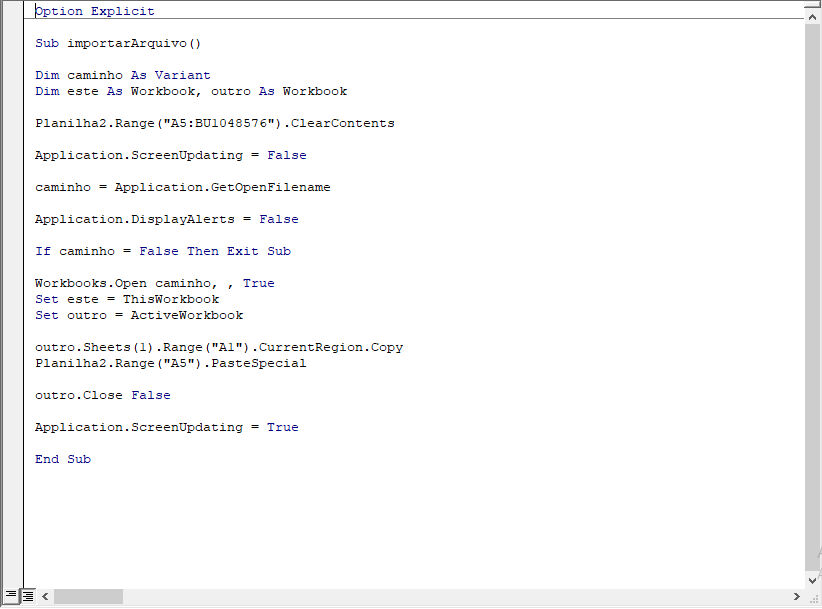 Option Explicit
Sub importarArquivo()
Dim caminho As Variant
Dim este As Workbook, outro As Workbook
Planilha2.Range("A5:BU1048576").ClearContents
Application.ScreenUpdating = False
caminho = Application.GetOpenFilename
Application.DisplayAlerts = False
If caminho = False Then Exit Sub
Workbooks.Open caminho, , True
Set este = ThisWorkbook
Set outro = ActiveWorkbook
outro.Sheets(1).Range("A1").CurrentRegion.Copy
Planilha2.Range("A5").PasteSpecial
outro.Close False
Application.ScreenUpdating = True
End Sub